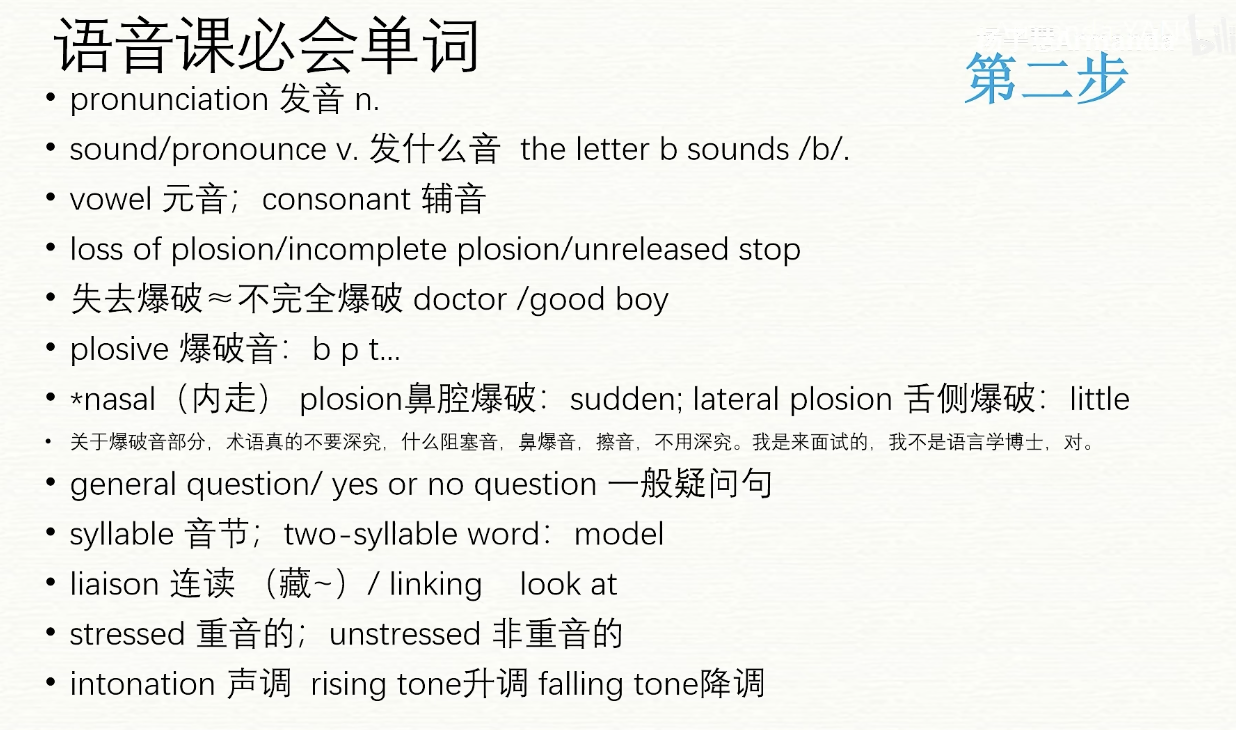 语音课必会单词
第二步
• pronunciation 发音 n.
• sound/pronounce v. 发什么音 the letter b sounds /b/.
• vowel 元音；consonant 辅音
• loss of plosion/incomplete plosion/unreleased stop
• 失去爆破≈不完全爆破 doctor /good boy
• plosive 爆破音：b p t...
• *nasal（内走） plosion鼻腔爆破：sudden; lateral plosion 舌侧爆破：little
• 关于爆破音部分，术语真的不要深究，什么阻塞音，鼻爆音，擦音，不用深究。我是来面试的，我不是语言学博士，对。
• general question/ yes or no question 一般疑问句
• syllable 音节；two-syllable word：model
• liaison 连读 （藏~）/ linking look at
• stressed 重音的；unstressed 非重音的
• intonation 声调 rising tone升调 falling tone降调